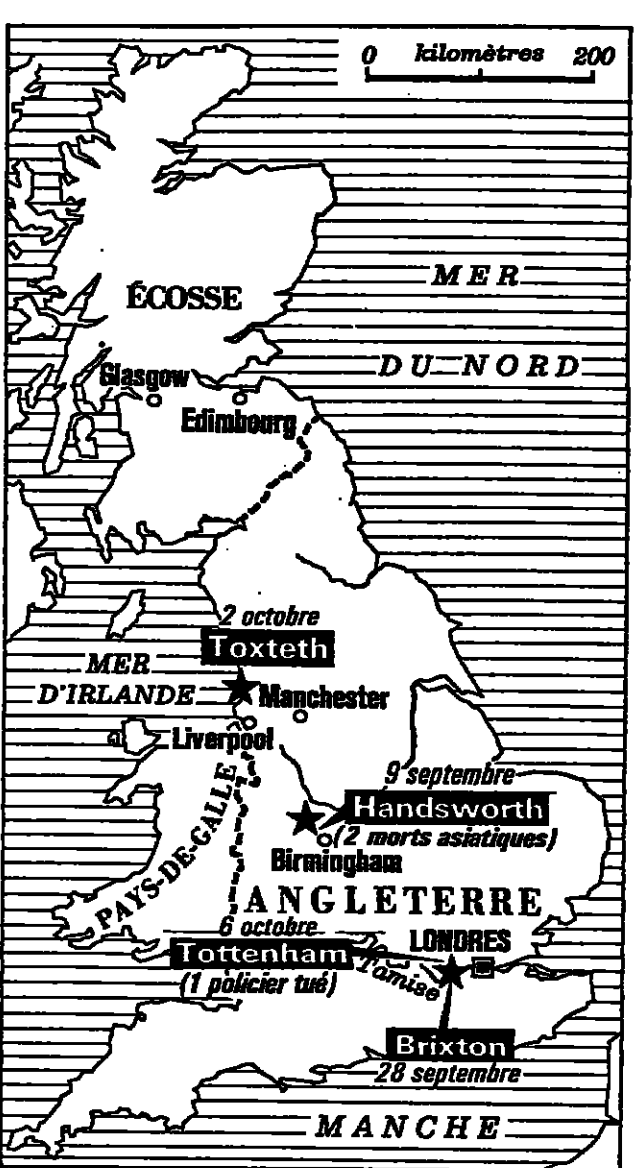 0 kilomètres 200
MER
DU NORD
ÉCOSSE
Glasgow
Edimbourg
2 octobre
Toxteth
MER
D'IRLANDE
Manchester
Liverpool
9 septembre
Handsworth
(2 morts asiatiques)
Birmingham
PAYS-DE-GALLE
ANGLETERRE
6 octobre
LONDRES
Tottenham
(1 policier tué)
Tamise
Brixton
28 septembre
MANCHE